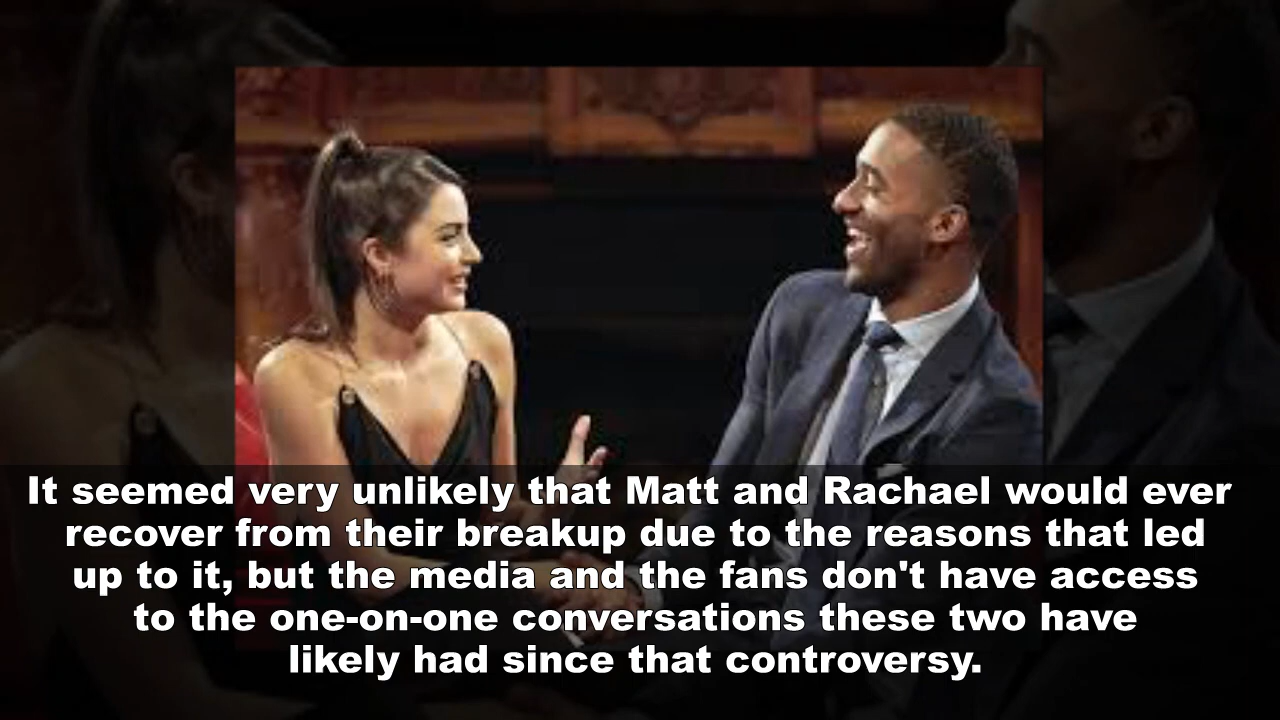 It seemed very unlikely that Matt and Rachael would ever
recover from their breakup due to the reasons that led
up to it, but the media and the fans don't have access
to the one-on-one conversations these two have
likely had since that controversy.